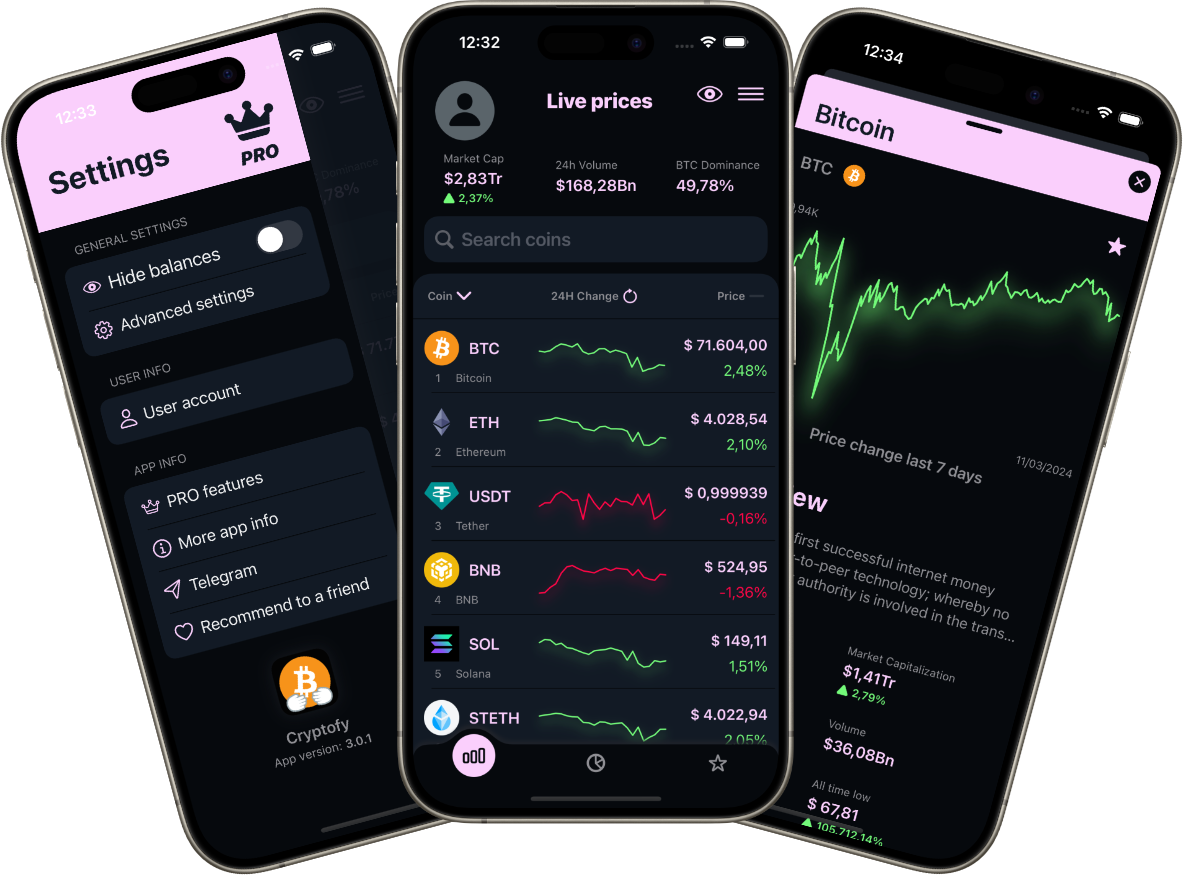 12:33
Settings
PRO
GENERAL SETTINGS
Hide balances
Advanced settings
USER INFO
User account
APP INFO
PRO features
More app info
Telegram
Recommend to a friend
Cryptofy
App version: 3.0.1
Dominance
,78%
12:32
Live prices
Market Cap
$2,83Tr
2,37%
24h Volume
$168,28Bn
BTC Dominance
49,78%
Search coins
Coin 24H Change Price
BTC $ 71.604,00
1 Bitcoin 2,48%
ETH $ 4.028,54
2 Ethereum 2,10%
USDT $ 0,999939
3 Tether -0,16%
BNB $ 524,95
4 BNB -1,36%
SOL $ 149,11
5 Solana 1,51%
STETH $ 4.022,94
2,05%
12:34
Bitcoin
BTC
,94K
Price change last 7 days
11/03/2024
ew
first successful internet money
-to-peer technology; whereby no
authority is involved in the trans...
Market Capitalization
$1,41Tr
2,79%
Volume
$36,08Bn
All time low
$ 67,81
105.712,14%